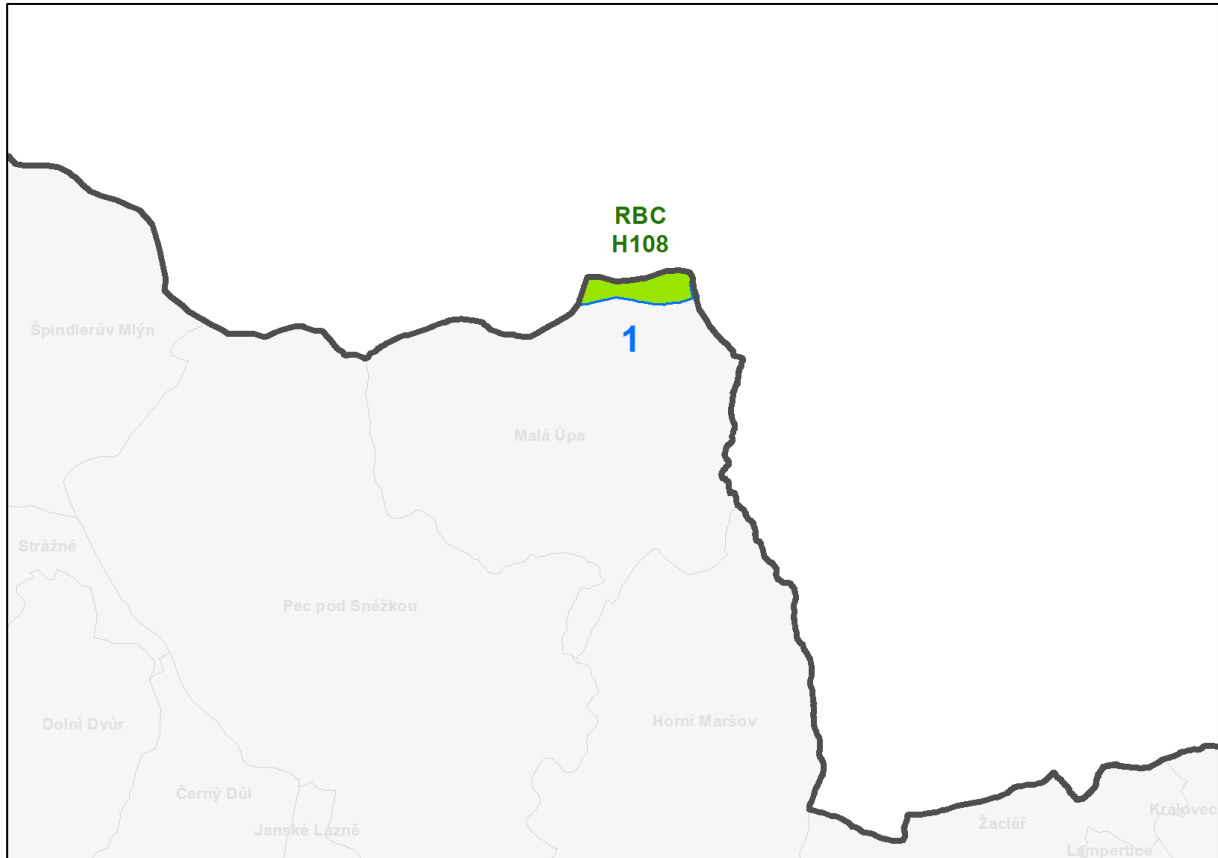 RBC
H108
Špindlerův Mlýn
1
Malá Úpa
Strážné
Pec pod Sněžkou
Dolní Dvůr
Horní Maršov
Černý Důl
Janské Lázně
Žacléř
Královec
Lampertice